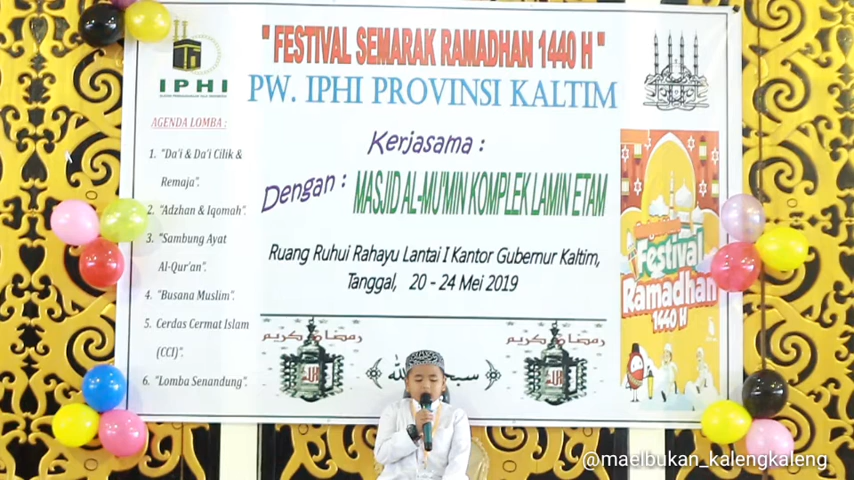 IPHI
" FESTIVAL SEMARAK RAMADHAN 1440 H "
PW. IPHI PROVINSI KALTIM
AGENDA LOMBA :
1. "Da'i & Da'i Cilik &
Remaja".
2. "Adzhan & Iqomah".
3. "Sambung Ayat
Al-Qur'an".
4. "Busana Muslim".
5. Cerdas Cermat Islam
(CCI).
6. "Lomba Senandung".
Kerjasama :
Dengan : MASJID AL-MU'MIN KOMPLEK LAMIN ETAM
Ruang Ruhui Rahayu Lantai I Kantor Gubernur Kaltim,
Tanggal, 20 - 24 Mei 2019
رمضان كريم
رمضان كريم
Festival
Ramadhan
1440 H
@maelbukan_kalengkaleng